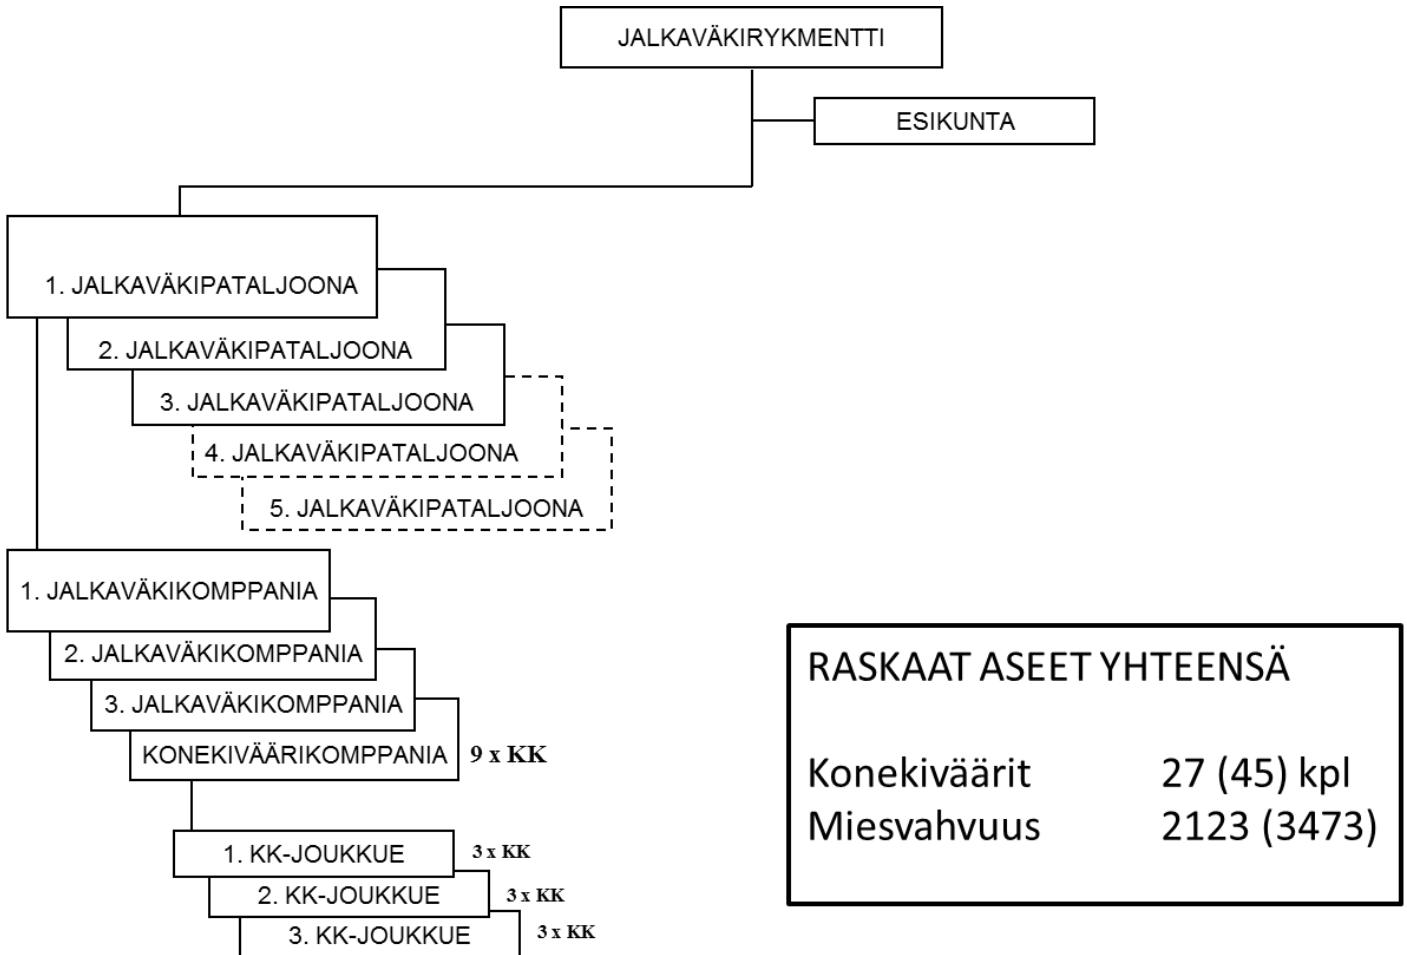 JALKAVÄKIRYKMENTTI
ESIKUNTA
1. JALKAVÄKIPATALJOONA
2. JALKAVÄKIPATALJOONA
3. JALKAVÄKIPATALJOONA
4. JALKAVÄKIPATALJOONA
5. JALKAVÄKIPATALJOONA
1. JALKAVÄKIKOMPPANIA
2. JALKAVÄKIKOMPPANIA
3. JALKAVÄKIKOMPPANIA
KONEKIVÄÄRIKOMPPANIA 9 x KK
1. KK-JOUKKUE 3 x KK
2. KK-JOUKKUE 3 x KK
3. KK-JOUKKUE 3 x KK
RASKAAT ASEET YHTEENSÄ
Konekiväärit 27 (45) kpl
Miesvahvuus 2123 (3473)